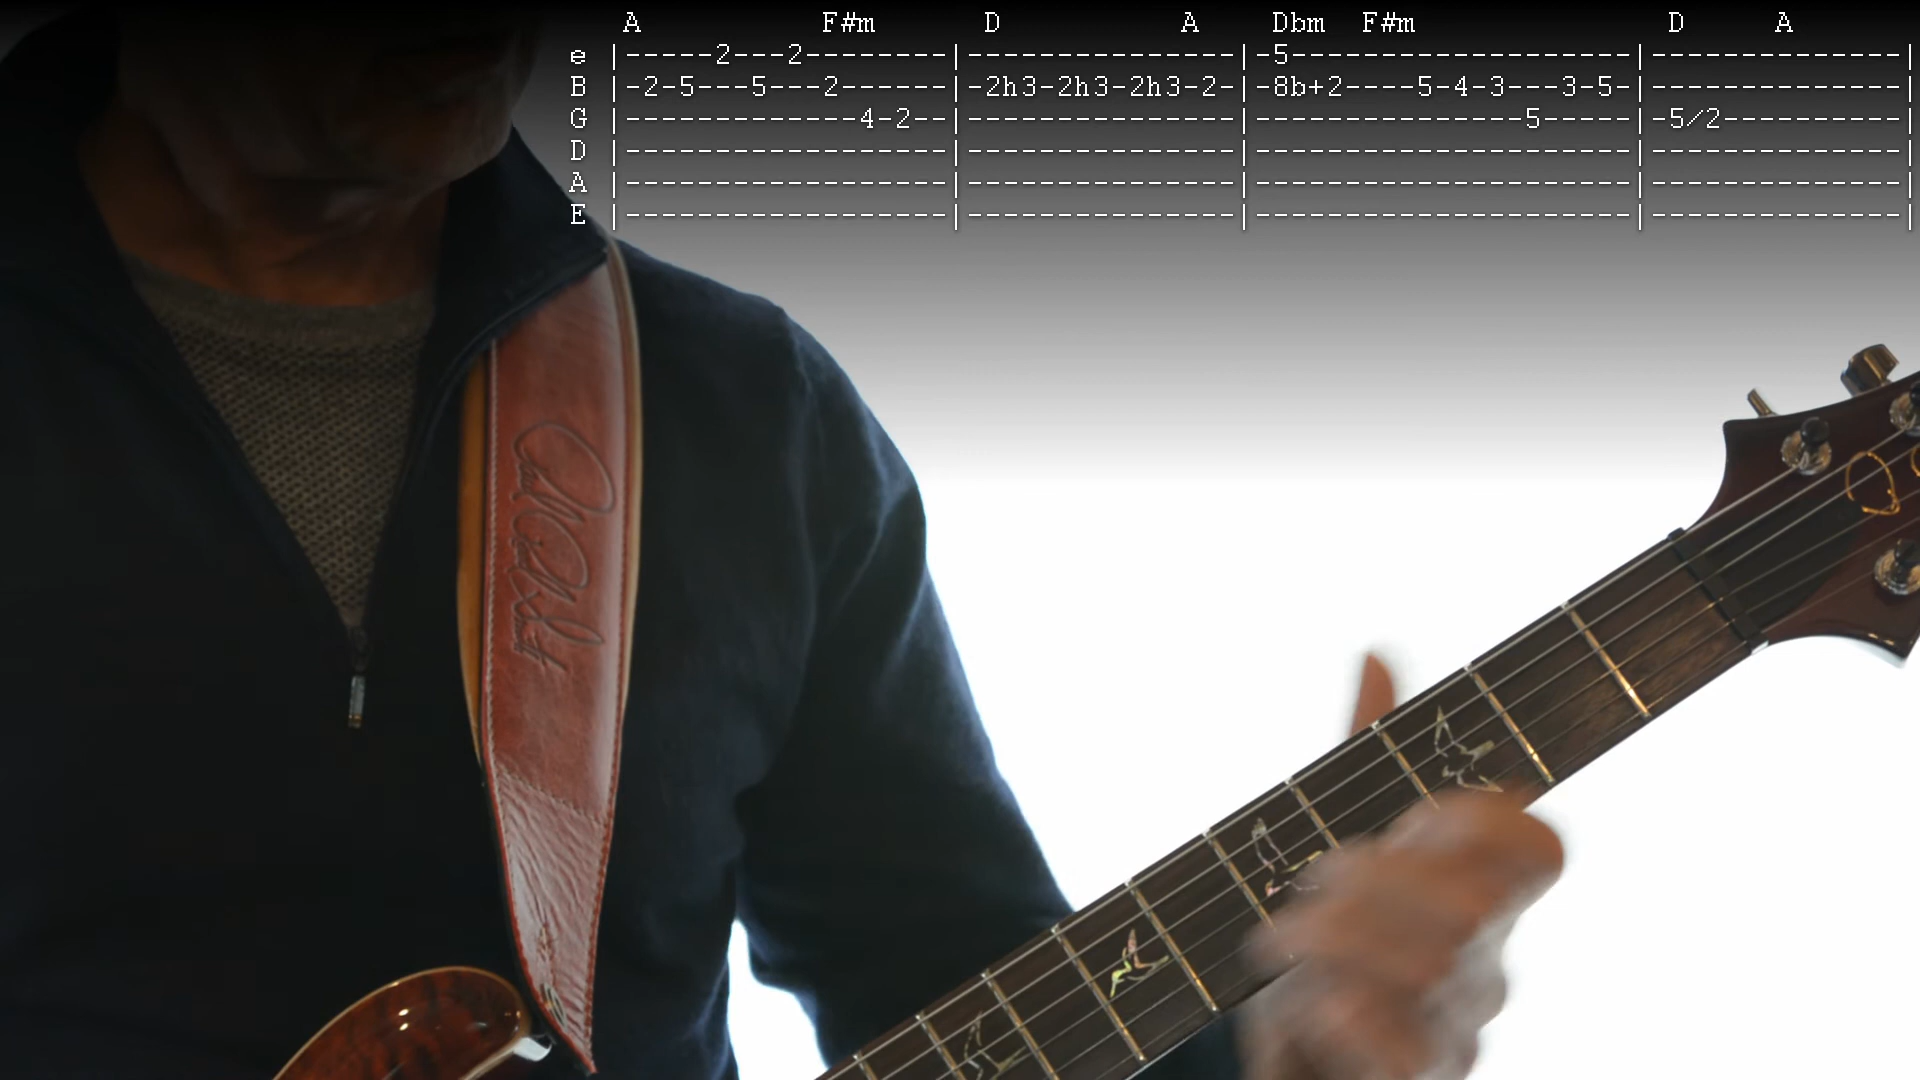 A F#m D A Dbm F#m D A
e |-----2---2--------|---------------|-5-------------------|--------------|
B |-2-5---5---2------|-2h3-2h3-2h3-2-|-8b+2----5-4-3---3-5-|--------------|
G |-------------4-2--|---------------|---------------5-----|-5/2----------|
D |------------------|---------------|---------------------|--------------|
A |------------------|---------------|---------------------|--------------|
E |------------------|---------------|---------------------|--------------|